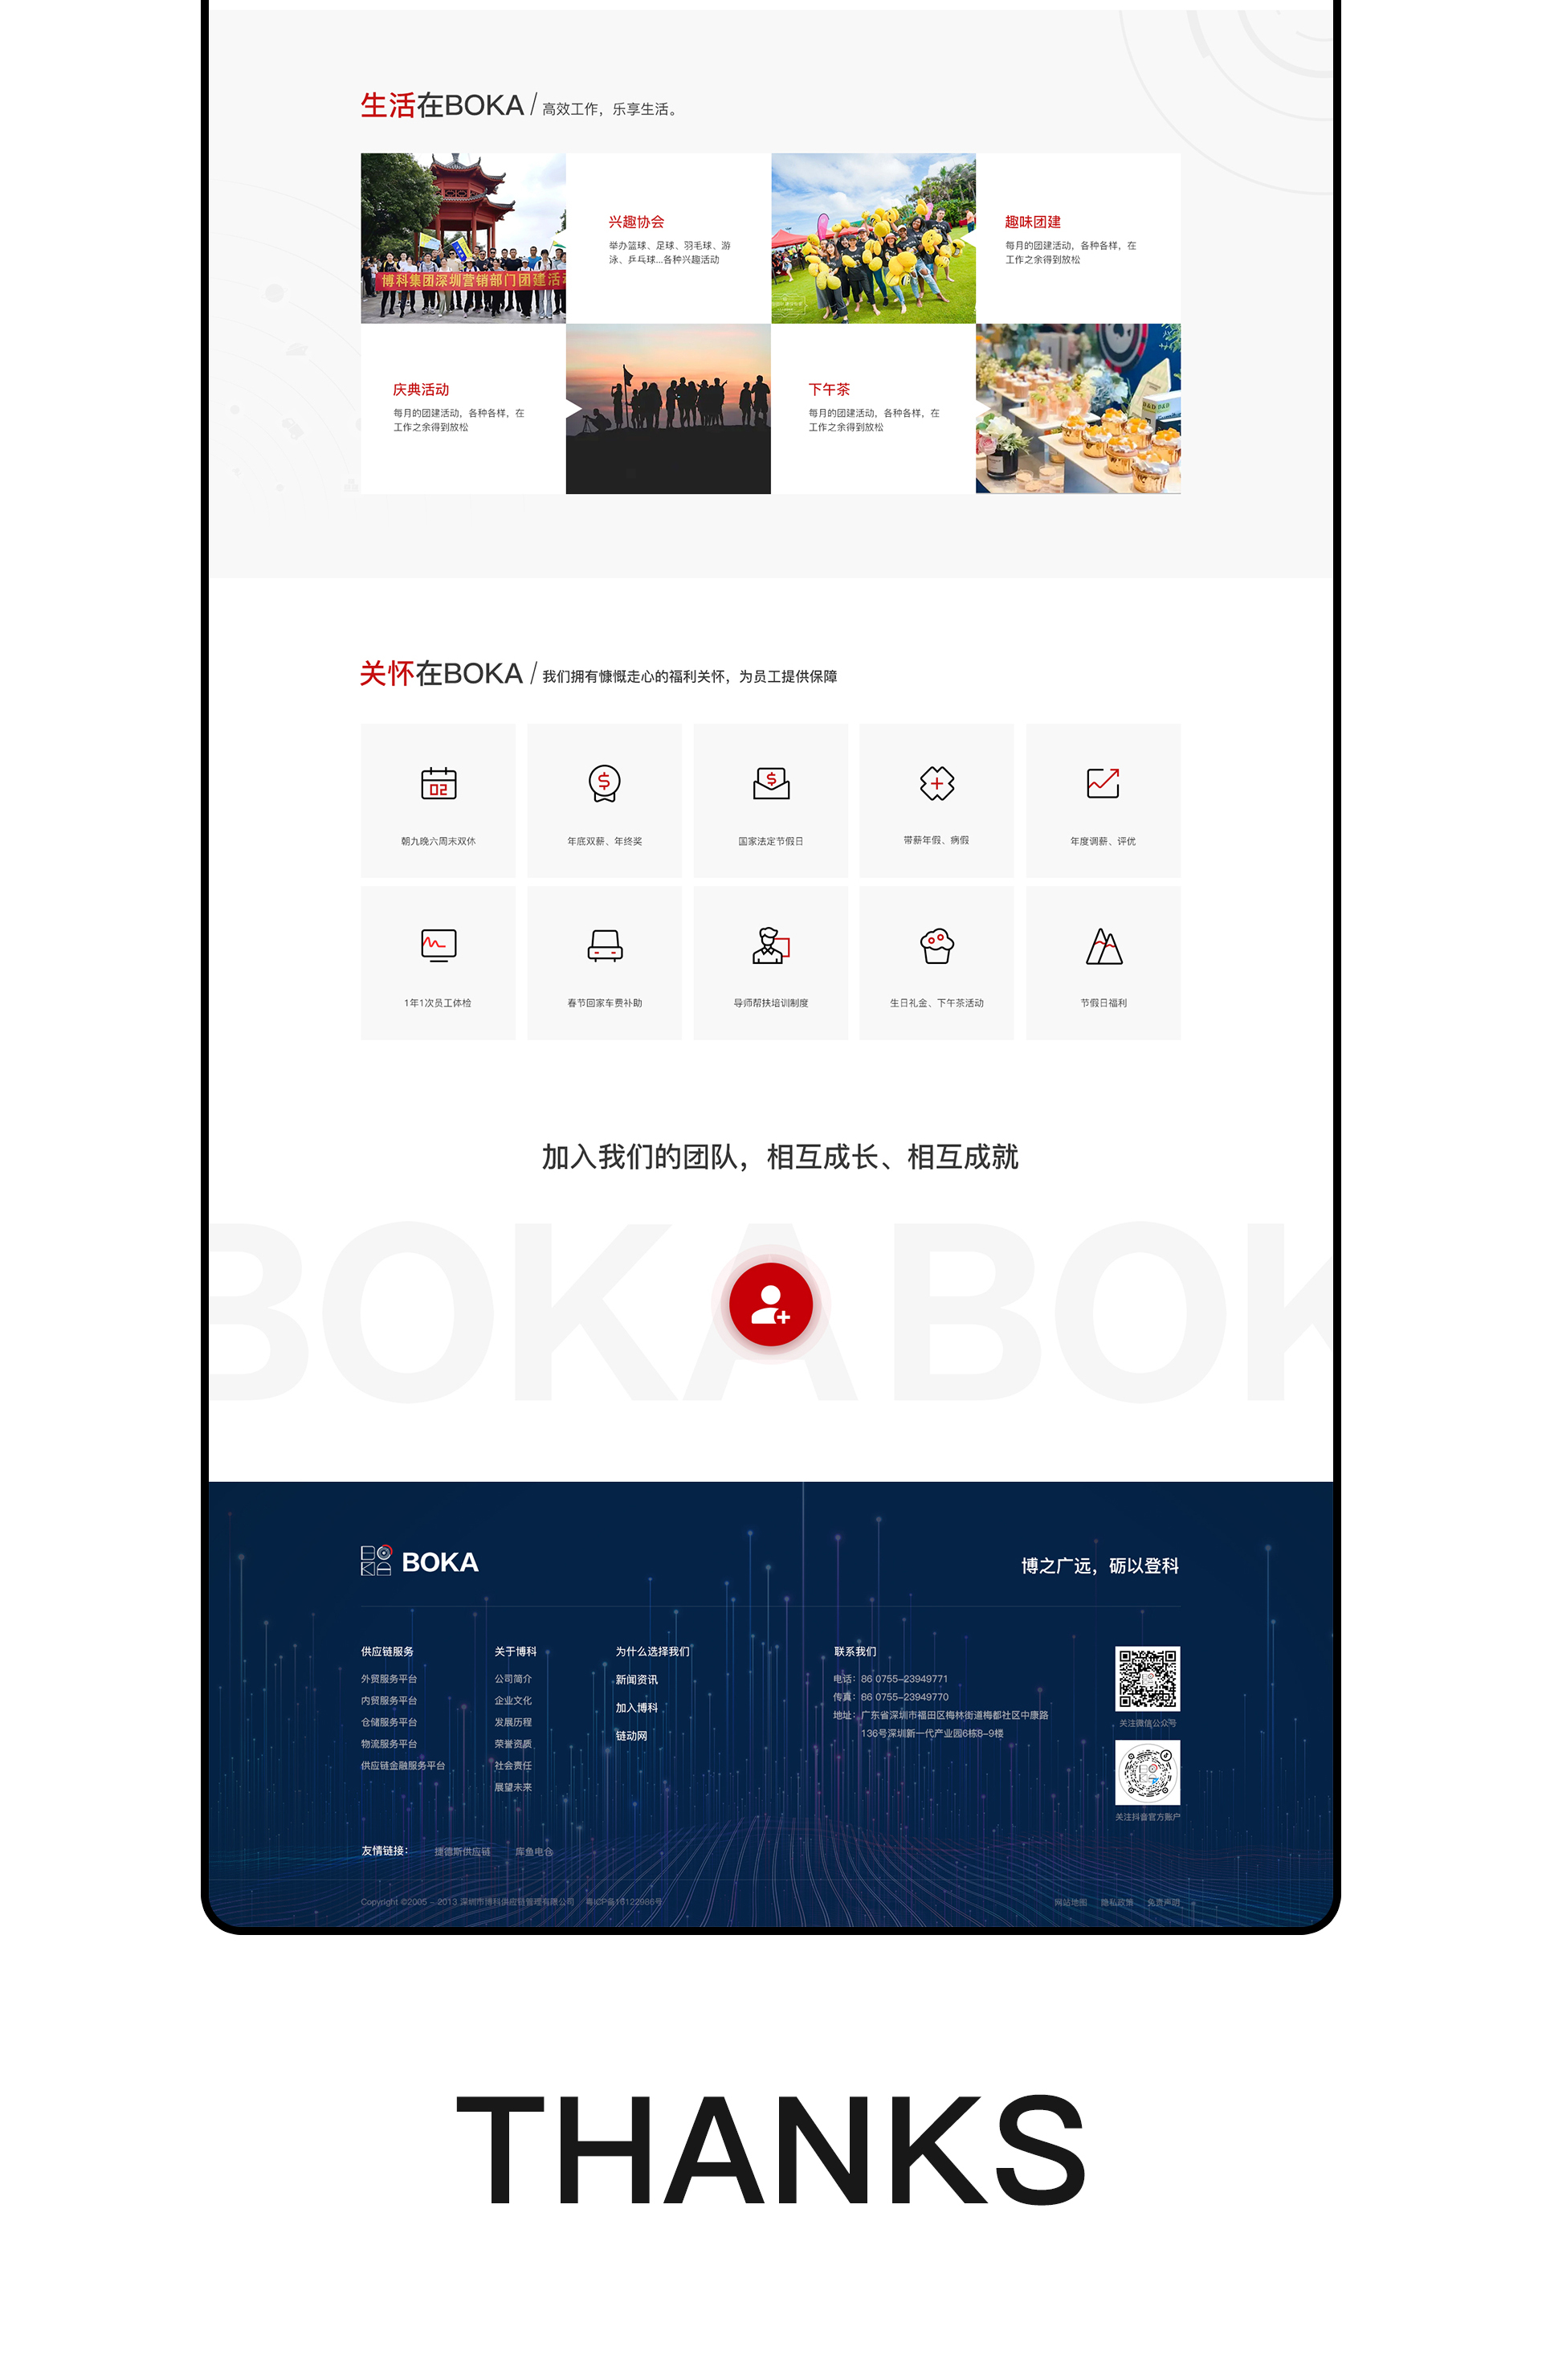 生活在BOKA / 高效工作，乐享生活。
博科集团深圳营销部门团建活动
兴趣协会
举办篮球、足球、羽毛球、游
泳、乒乓球...各种兴趣活动
趣味团建
每月的团建活动，各种各样，在
工作之余得到放松
庆典活动
每月的团建活动，各种各样，在
工作之余得到放松
下午茶
每月的团建活动，各种各样，在
工作之余得到放松
关怀在BOKA / 我们拥有慷慨走心的福利关怀，为员工提供保障
02
朝九晚六周末双休
年底双薪、年终奖
国家法定节假日
带薪年假、病假
年度调薪、评优
1年1次员工体检
春节回家车费补助
导师帮扶培训制度
生日礼金、下午茶活动
节假日福利
加入我们的团队，相互成长、相互成就
BOKA BOK
BOKA
博之广远，砺以登科
供应链服务
外贸服务平台
内贸服务平台
仓储服务平台
物流服务平台
供应链金融服务平台
关于博科
公司简介
企业文化
发展历程
荣誉资质
社会责任
展望未来
为什么选择我们
新闻资讯
加入博科
链动网
联系我们
电话：86 0755-23949771
传真：86 0755-23949770
地址：广东省深圳市福田区梅林街道梅都社区中康路
136号深圳新一代产业园6栋8-9楼
关注微信公众号
关注抖音官方账户
友情链接： 捷德斯供应链 库鱼电仓
Copyright ©2005 - 2013 深圳市博科供应链管理有限公司 粤ICP备13122986号
网站地图 隐私政策 免责声明
THANKS